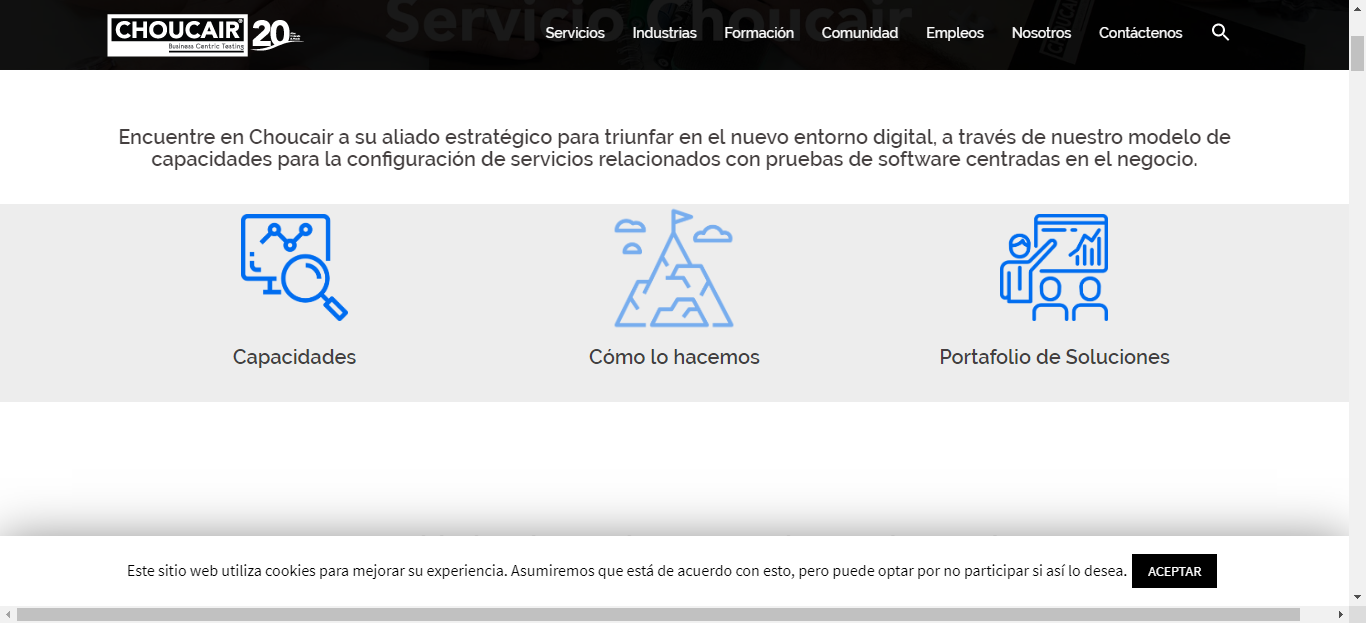 Servicio Choucair
CHOUCAIR
Business Centric Testing
20
Servicios Industrias Formación Comunidad Empleos Nosotros Contáctenos
Encuentre en Choucair a su aliado estratégico para triunfar en el nuevo entorno digital, a través de nuestro modelo de
capacidades para la configuración de servicios relacionados con pruebas de software centradas en el negocio.
Capacidades Cómo lo hacemos Portafolio de Soluciones
Este sitio web utiliza cookies para mejorar su experiencia. Asumiremos que está de acuerdo con esto, pero puede optar por no participar si así lo desea. ACEPTAR